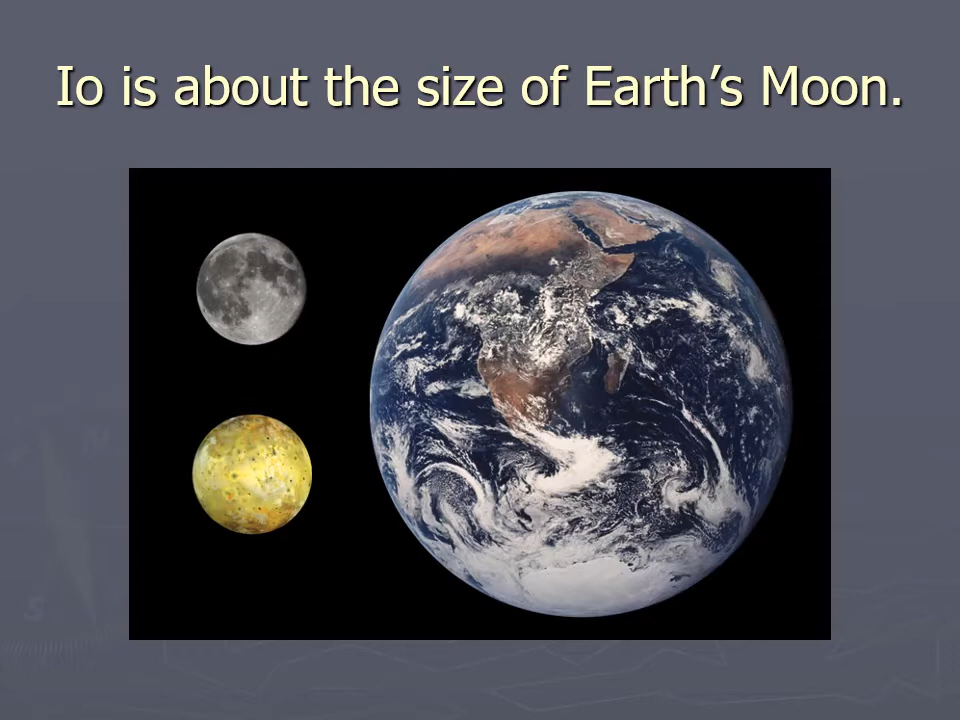 Io is about the size of Earth’s Moon.